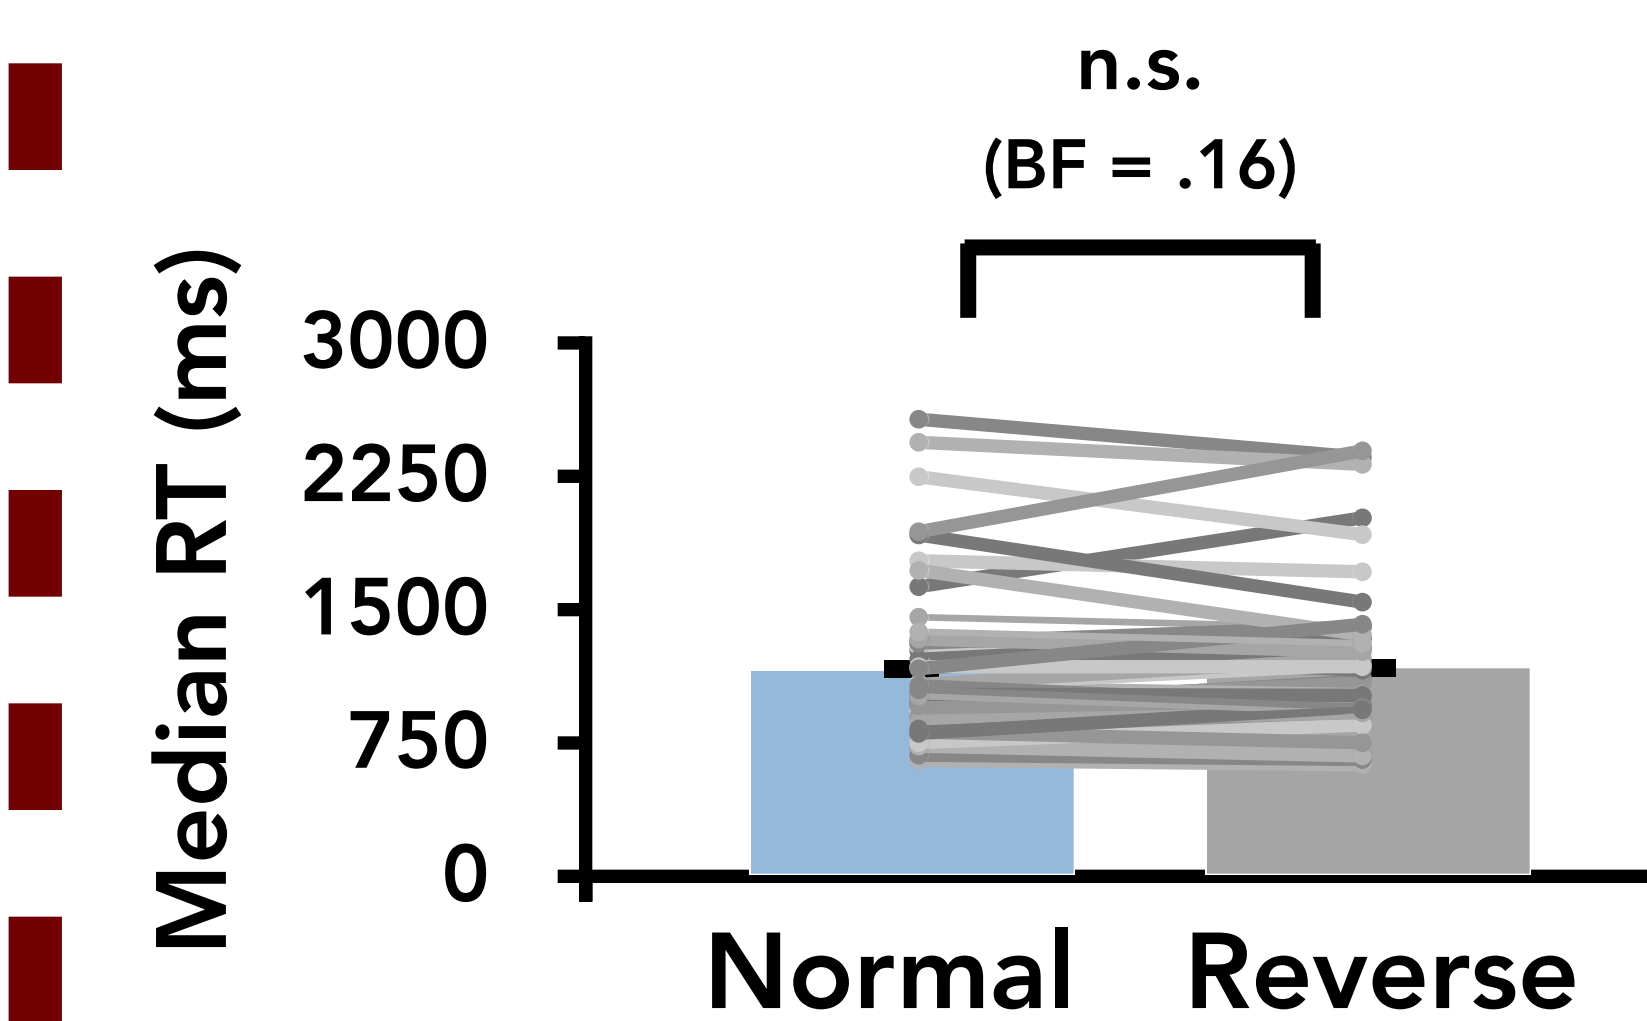 n.s.
(BF = .16)
Median RT (ms)
3000
2250
1500
750
0
Normal
Reverse